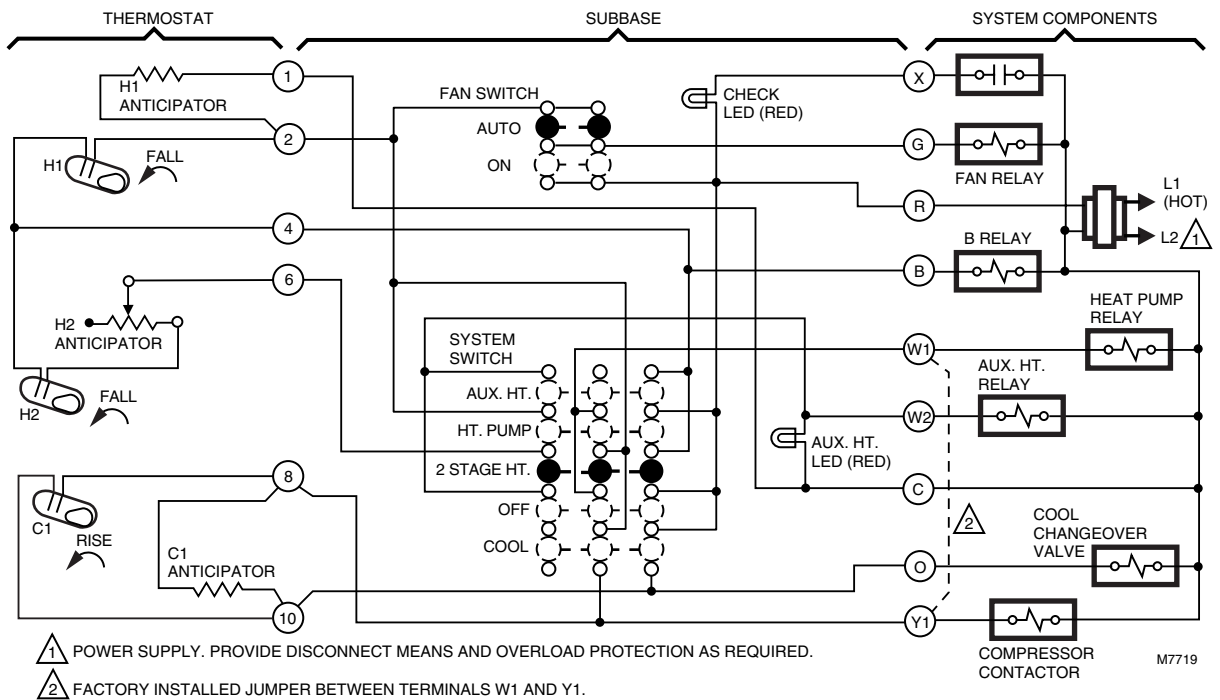 THERMOSTAT
SUBBASE
SYSTEM COMPONENTS
1
H1
ANTICIPATOR
2
H1
FALL
4
6
H2
ANTICIPATOR
H2
FALL
8
C1
RISE
C1
ANTICIPATOR
10
FAN SWITCH
AUTO
ON
CHECK
LED (RED)
SYSTEM
SWITCH
AUX. HT.
HT. PUMP
2 STAGE HT.
OFF
COOL
AUX. HT.
LED (RED)
X
G
FAN RELAY
R
L1
(HOT)
L2
1
B RELAY
B
HEAT PUMP
RELAY
W1
AUX. HT.
RELAY
W2
C
2
COOL
CHANGEOVER
VALVE
O
Y1
COMPRESSOR
CONTACTOR
1 POWER SUPPLY. PROVIDE DISCONNECT MEANS AND OVERLOAD PROTECTION AS REQUIRED.
2 FACTORY INSTALLED JUMPER BETWEEN TERMINALS W1 AND Y1.
M7719